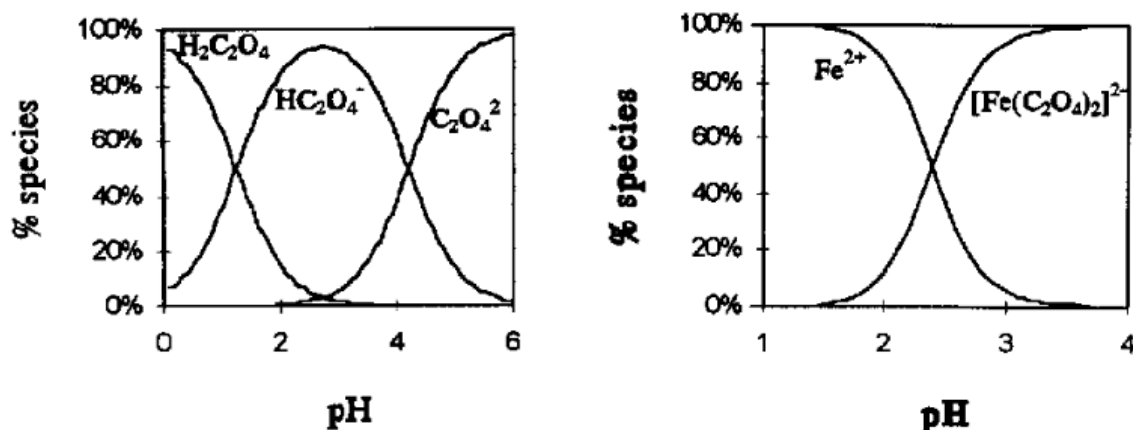 100%
80%
60%
40%
20%
0%
% species
H₂C₂O₄
HC₂O₄⁻
C₂O₄²
0 2 4 6
pH
100%
80%
60%
40%
20%
0%
% species
Fe²⁺
[Fe(C₂O₄)₂]²⁻
1 2 3 4
pH